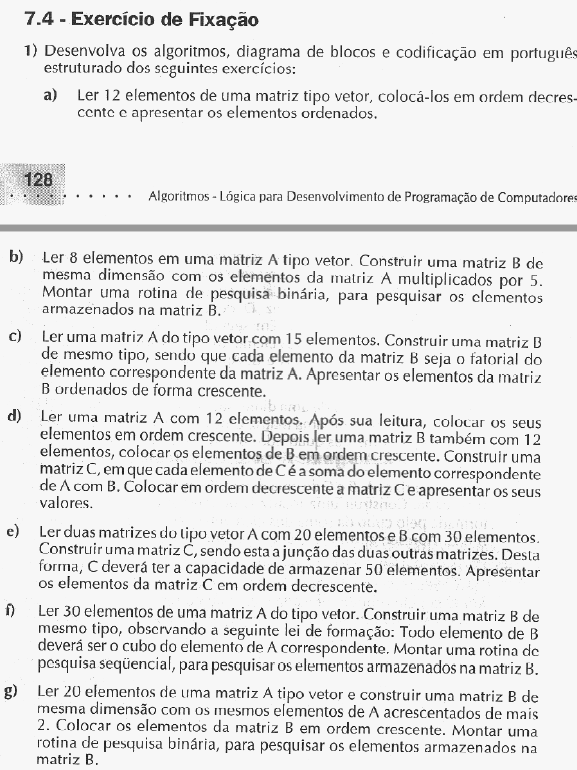 7.4 - Exercício de Fixação
1) Desenvolva os algoritmos, diagrama de blocos e codificação em português
estruturado dos seguintes exercícios:
a) Ler 12 elementos de uma matriz tipo vetor, colocá-los em ordem decres-
cente e apresentar os elementos ordenados.
128
Algoritmos - Lógica para Desenvolvimento de Programação de Computadores
b) Ler 8 elementos em uma matriz A tipo vetor. Construir uma matriz B de
mesma dimensão com os elementos da matriz A multiplicados por 5.
Montar uma rotina de pesquisa binária, para pesquisar os elementos
armazenados na matriz B.
c) Ler uma matriz A do tipo vetor com 15 elementos. Construir uma matriz B
de mesmo tipo, sendo que cada elemento da matriz B seja o fatorial do
elemento correspondente da matriz A. Apresentar os elementos da matriz
B ordenados de forma crescente.
d) Ler uma matriz A com 12 elementos. Após sua leitura, colocar os seus
elementos em ordem crescente. Depois ler uma matriz B também com 12
elementos, colocar os elementos de B em ordem crescente. Construir uma
matriz C, em que cada elemento de C é a soma do elemento correspondente
de A com B. Colocar em ordem decrescente a matriz C e apresentar os seus
valores.
e) Ler duas matrizes do tipo vetor A com 20 elementos e B com 30 elementos.
Construir uma matriz C, sendo esta a junção das duas outras matrizes. Desta
forma, C deverá ter a capacidade de armazenar 50 elementos. Apresentar
os elementos da matriz C em ordem decrescente.
f) Ler 30 elementos de uma matriz A do tipo vetor. Construir uma matriz B de
mesmo tipo, observando a seguinte lei de formação: Todo elemento de B
deverá ser o cubo do elemento de A correspondente. Montar uma rotina de
pesquisa seqüencial, para pesquisar os elementos armazenados na matriz B.
g) Ler 20 elementos de uma matriz A tipo vetor e construir uma matriz B de
mesma dimensão com os mesmos elementos de A acrescentados de mais
2. Colocar os elementos da matriz B em ordem crescente. Montar uma
rotina de pesquisa binária, para pesquisar os elementos armazenados na
matriz B.